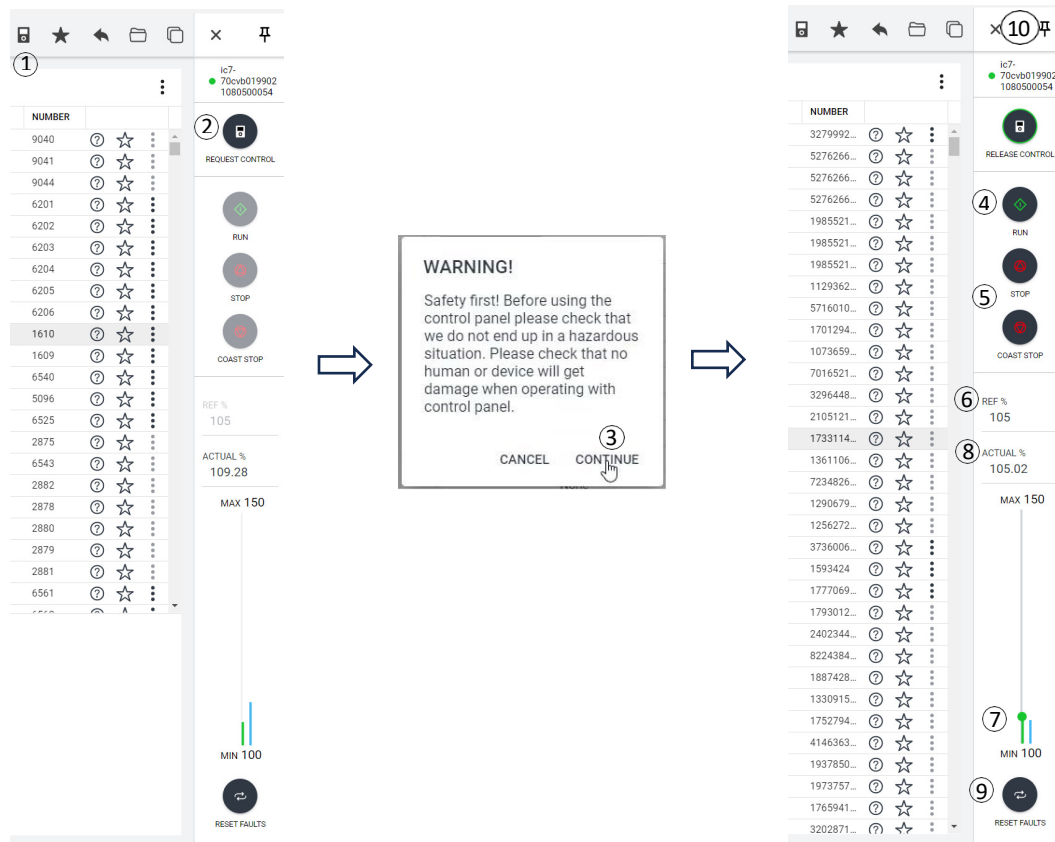 1
ic7-
70cvb019902
1080500054
NUMBER
2
REQUEST CONTROL
9040
9041
9044
6201
6202
6203
6204
6205
6206
1610
1609
6540
5096
6525
2875
6543
2882
2878
2880
2879
2881
6561
RUN
STOP
COAST STOP
REF %
105
ACTUAL %
109.28
MAX 150
MIN 100
RESET FAULTS
WARNING!
Safety first! Before using the
control panel please check that
we do not end up in a hazardous
situation. Please check that no
human or device will get
damage when operating with
control panel.
3
CANCEL CONTINUE
10
ic7-
70cvb019902
1080500054
NUMBER
3279992...
5276266...
5276266...
5276266...
1985521...
1985521...
1985521...
1129362...
5716010...
1701294...
1073659...
7016521...
3296448...
2105121...
1733114...
1361106...
7234826...
1290679...
1256272...
3736006...
1593424
1777069...
1793012...
2402344...
8224384...
1887428...
1330915...
1752794...
4146363...
1937850...
1973757...
1765941...
3202871...
RELEASE CONTROL
4
RUN
5
STOP
COAST STOP
6
REF %
105
8
ACTUAL %
105.02
MAX 150
7
MIN 100
9
RESET FAULTS